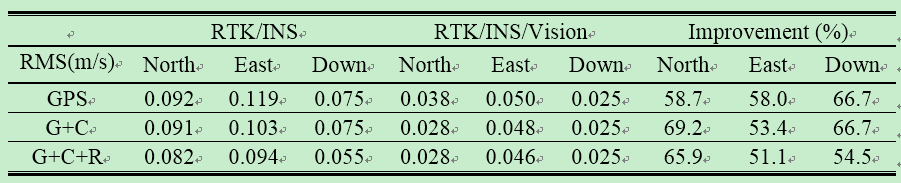 RTK/INS RTK/INS/Vision Improvement (%)
RMS(m/s) North East Down North East Down North East Down
GPS 0.092 0.119 0.075 0.038 0.050 0.025 58.7 58.0 66.7
G+C 0.091 0.103 0.075 0.028 0.048 0.025 69.2 53.4 66.7
G+C+R 0.082 0.094 0.055 0.028 0.046 0.025 65.9 51.1 54.5